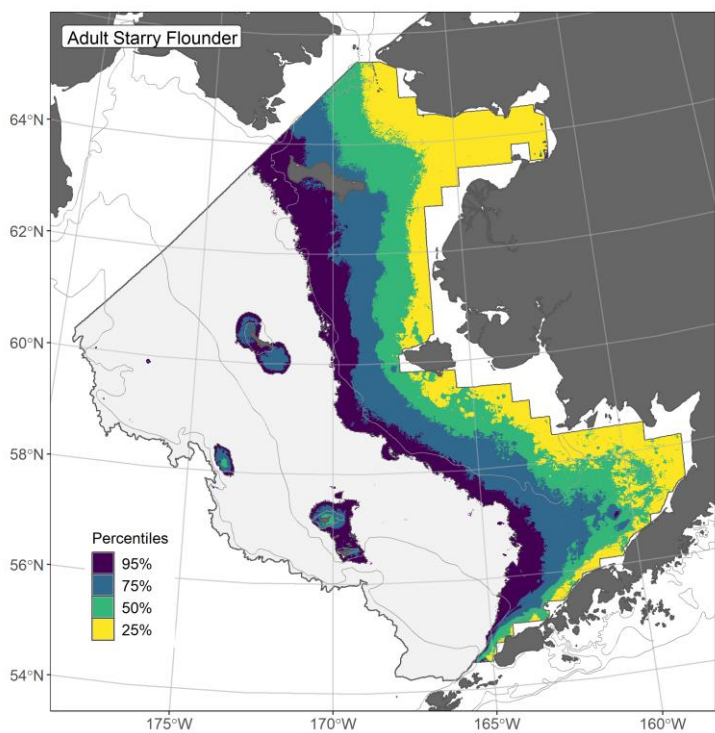 Adult Starry Flounder
64°N
62°N
60°N
58°N
56°N
54°N
Percentiles
95%
75%
50%
25%
175°W
170°W
165°W
160°W